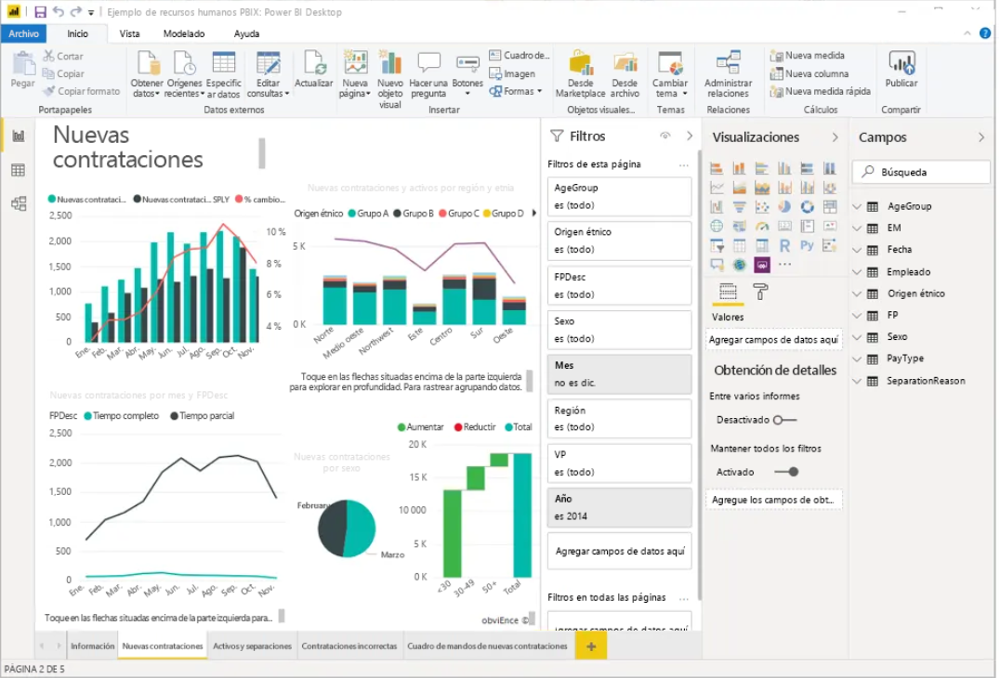 Ejemplo de recursos humanos PBIX: Power BI Desktop
Archivo Inicio Vista Modelado Ayuda
Pegar
Cortar
Copiar
Copiar formato
Portapapeles
Obtener datos
Orígenes recientes
Especificar datos
Editar consultas
Actualizar
Datos externos
Nueva página
Nuevo objeto visual
Hacer una pregunta
Botones
Cuadro de...
Imagen
Formas
Insertar
Desde Marketplace
Desde archivo
Objetos visuales...
Cambiar tema
Temas
Administrar relaciones
Relaciones
Nueva medida
Nueva columna
Nueva medida rápida
Cálculos
Publicar
Compartir
Nuevas
contrataciones
Nuevas contrataci... Nuevas contrataci... SPLY % cambio...
2,500
2,000
1,500
1,000
500
0
10 %
8 %
6 %
4 %
Ene. Feb. Mar. Abr. May. Jun. Jul. Ago. Sep. Oct. Nov.
Nuevas contrataciones y activos por región y etnia
Origen étnico Grupo A Grupo B Grupo C Grupo D
5 K
0 K
Norte Medio oeste Northwest Este Centro Sur Oeste
Toque en las flechas situadas encima de la parte izquierda
para explorar en profundidad. Para rastrear agrupando datos.
Nuevas contrataciones por mes y FPDesc
FPDesc Tiempo completo Tiempo parcial
2,500
2,000
1,500
1,000
500
0
Ene. Feb. Mar. Abr. May. Jun. Jul. Ago. Sep. Oct. Nov.
Toque en las flechas situadas encima de la parte izquierda para...
Nuevas contrataciones
por sexo
February
Marzo
Aumentar Reductir Total
20 K
15 K
10 000
5 K
0 K
<30 30-49 50+ Total
obviEnce ©
Filtros
Filtros de esta página ...
AgeGroup
es (todo)
Origen étnico
es (todo)
FPDesc
es (todo)
Sexo
es (todo)
Mes
no es dic.
Región
es (todo)
VP
es (todo)
Año
es 2014
Agregar campos de datos aquí
Filtros en todas las páginas ...
Agregar campos de datos aquí
Visualizaciones
R Py
...
Valores
Agregar campos de datos aquí
Obtención de detalles
Entre varios informes
Desactivado
Mantener todos los filtros
Activado
Agregue los campos de obt...
Campos
Búsqueda
AgeGroup
EM
Fecha
Empleado
Origen étnico
FP
Sexo
PayType
SeparationReason
Información Nuevas contrataciones Activos y separaciones Contrataciones incorrectas Cuadro de mandos de nuevas contrataciones +
PÁGINA 2 DE 5